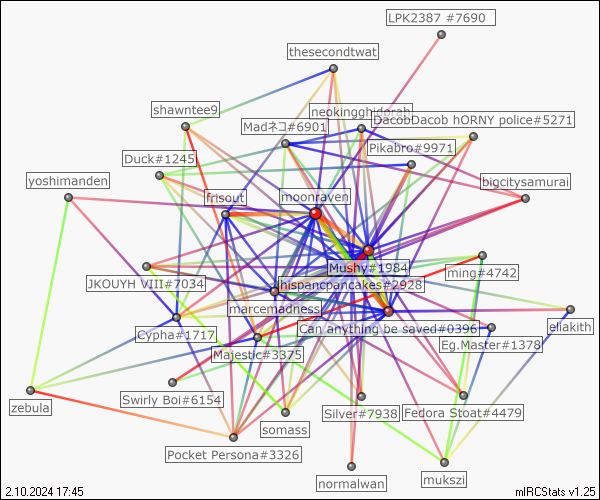 LPK2387 #7690
thesecondtwat
shawntee9
neokingghidorah
DacobDacob hORNY police#5271
Madネコ#6901
Pikabro#9971
Duck#1245
yoshimanden
bigcitysamurai
frisout
moonraven
Mushy#1984
ming#4742
JKOUYH VIII#7034
hispancpancakes#2928
marcemadness
Can anything be saved#0396
eliakith
Cypha#1717
Eg.Master#1378
Majestic#3375
Swirly Boi#6154
zebula
Silver#7938
Fedora Stoat#4479
somass
Pocket Persona#3326
normalwan
mukszi
2.10.2024 17:45
mIRCStats v1.25